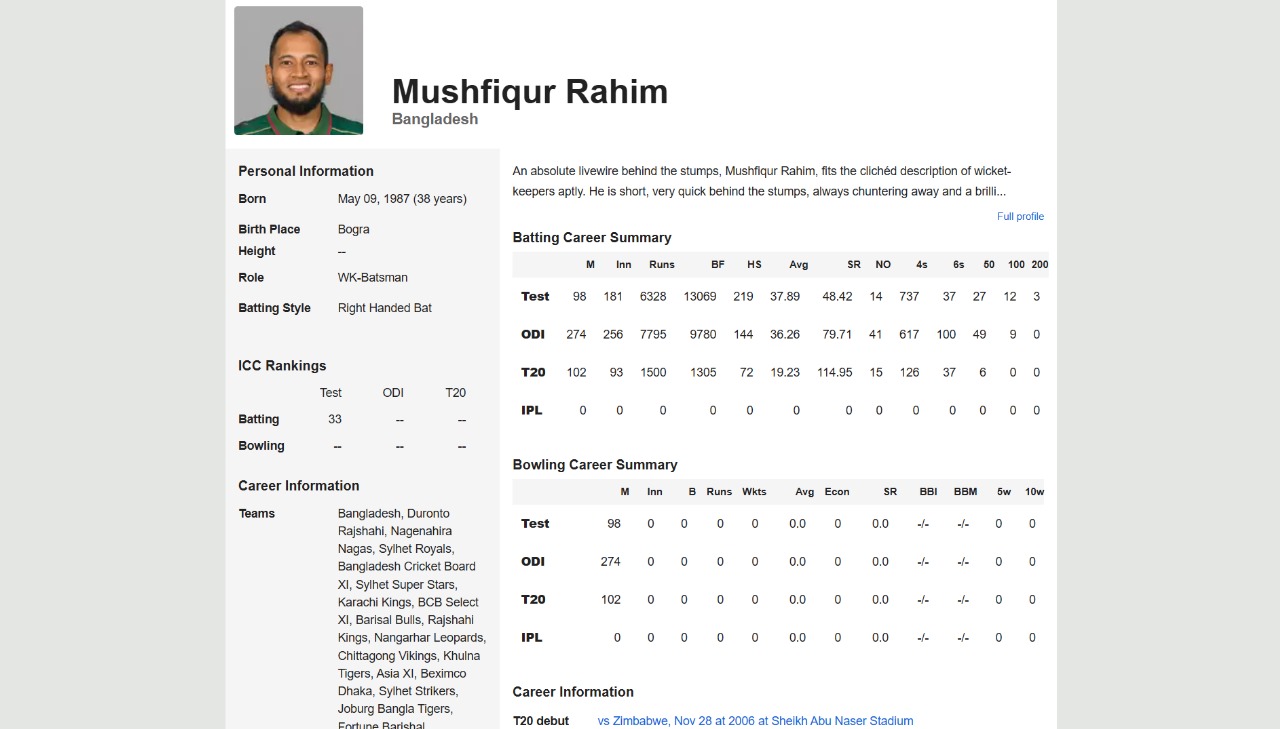 Mushfiqur Rahim
Bangladesh
Personal Information
Born May 09, 1987 (38 years)
Birth Place Bogra
Height --
Role WK-Batsman
Batting Style Right Handed Bat
ICC Rankings
Test ODI T20
Batting 33 -- --
Bowling -- -- --
Career Information
Teams Bangladesh, Duronto
Rajshahi, Nagenahira
Nagas, Sylhet Royals,
Bangladesh Cricket Board
XI, Sylhet Super Stars,
Karachi Kings, BCB Select
XI, Barisal Bulls, Rajshahi
Kings, Nangarhar Leopards,
Chittagong Vikings, Khulna
Tigers, Asia XI, Beximco
Dhaka, Sylhet Strikers,
Joburg Bangla Tigers,
Fortune Barishal
An absolute livewire behind the stumps, Mushfiqur Rahim, fits the clichéd description of wicket-
keepers aptly. He is short, very quick behind the stumps, always chuntering away and a brilli...
Full profile
Batting Career Summary
M Inn Runs BF HS Avg SR NO 4s 6s 50 100 200
Test 98 181 6328 13069 219 37.89 48.42 14 737 37 27 12 3
ODI 274 256 7795 9780 144 36.26 79.71 41 617 100 49 9 0
T20 102 93 1500 1305 72 19.23 114.95 15 126 37 6 0 0
IPL 0 0 0 0 0 0 0 0 0 0 0 0 0
Bowling Career Summary
M Inn B Runs Wkts Avg Econ SR BBI BBM 5w 10w
Test 98 0 0 0 0 0.0 0 0.0 -/- -/- 0 0
ODI 274 0 0 0 0 0.0 0 0.0 -/- -/- 0 0
T20 102 0 0 0 0 0.0 0 0.0 -/- -/- 0 0
IPL 0 0 0 0 0 0.0 0 0.0 -/- -/- 0 0
Career Information
T20 debut vs Zimbabwe, Nov 28 at 2006 at Sheikh Abu Naser Stadium